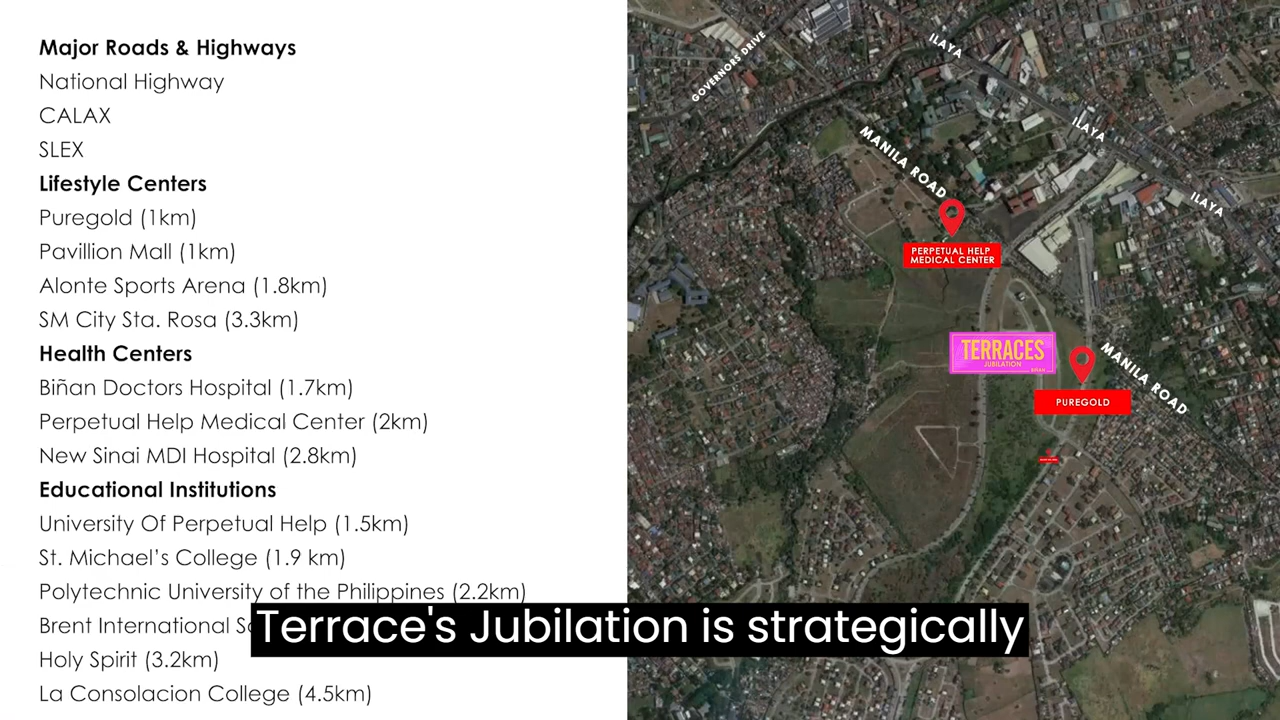 Major Roads & Highways
National Highway
CALAX
SLEX
Lifestyle Centers
Puregold (1km)
Pavillion Mall (1km)
Alonte Sports Arena (1.8km)
SM City Sta. Rosa (3.3km)
Health Centers
Biñan Doctors Hospital (1.7km)
Perpetual Help Medical Center (2km)
New Sinai MDI Hospital (2.8km)
Educational Institutions
University Of Perpetual Help (1.5km)
St. Michael's College (1.9 km)
Polytechnic University of the Philippines (2.2km)
Brent International
Holy Spirit (3.2km)
La Consolacion College (4.5km)
Terrace's Jubilation is strategically
GOVERNORS DRIVE
ILAYA
ILAYA
ILAYA
MANILA ROAD
PERPETUAL HELP
MEDICAL CENTER
TERRACES
JUBILATION
BIÑAN
PUREGOLD
MANILA ROAD